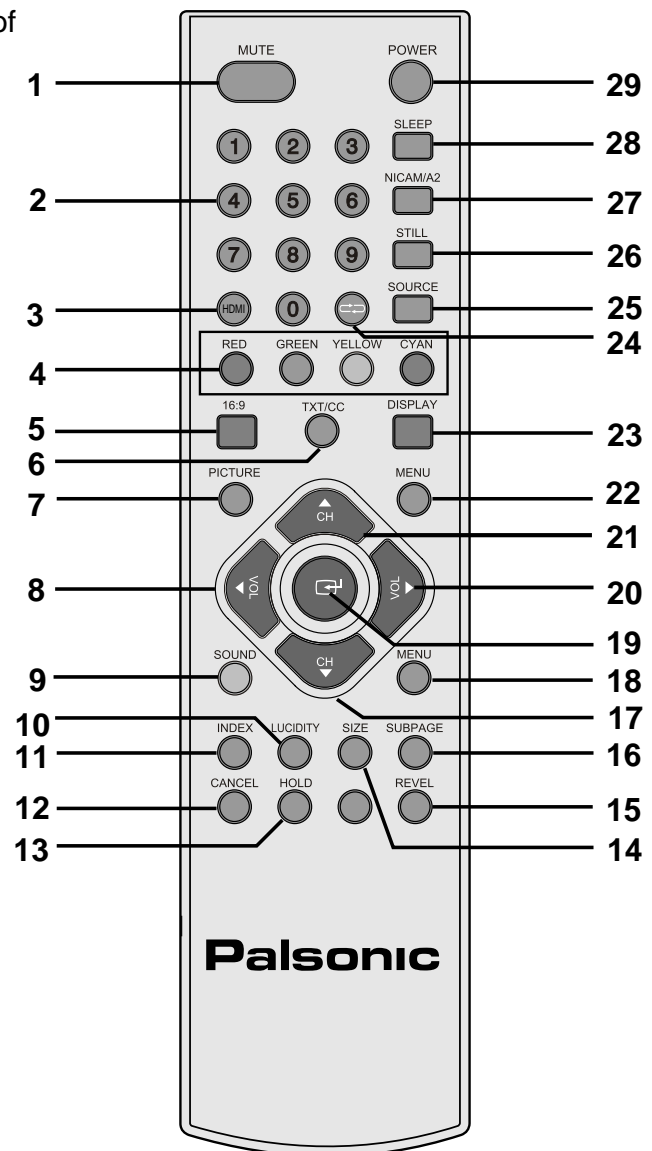 of
MUTE POWER
1 29
SLEEP
1 2 3 28
NICAM/A2
2 4 5 6 27
STILL
7 8 9 26
SOURCE
3 HDMI 0 25
24
RED GREEN YELLOW CYAN
4
16:9 TXT/CC DISPLAY
5 23
6
PICTURE MENU
7 22
CH
21
8 VOL VOL 20
19
SOUND CH MENU
9 18
17
10 INDEX LUCIDITY SIZE SUBPAGE
11 16
CANCEL HOLD REVEL
12 15
13 14
Palsonic